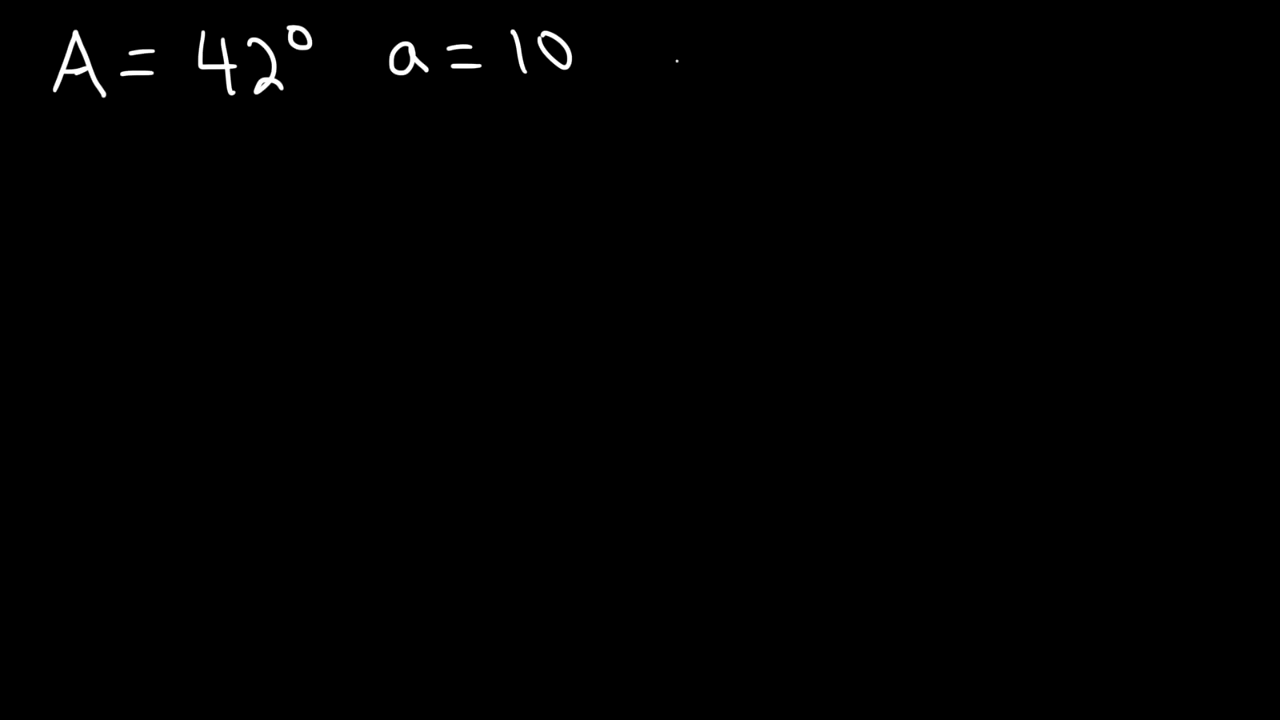 A = 42° a = 10